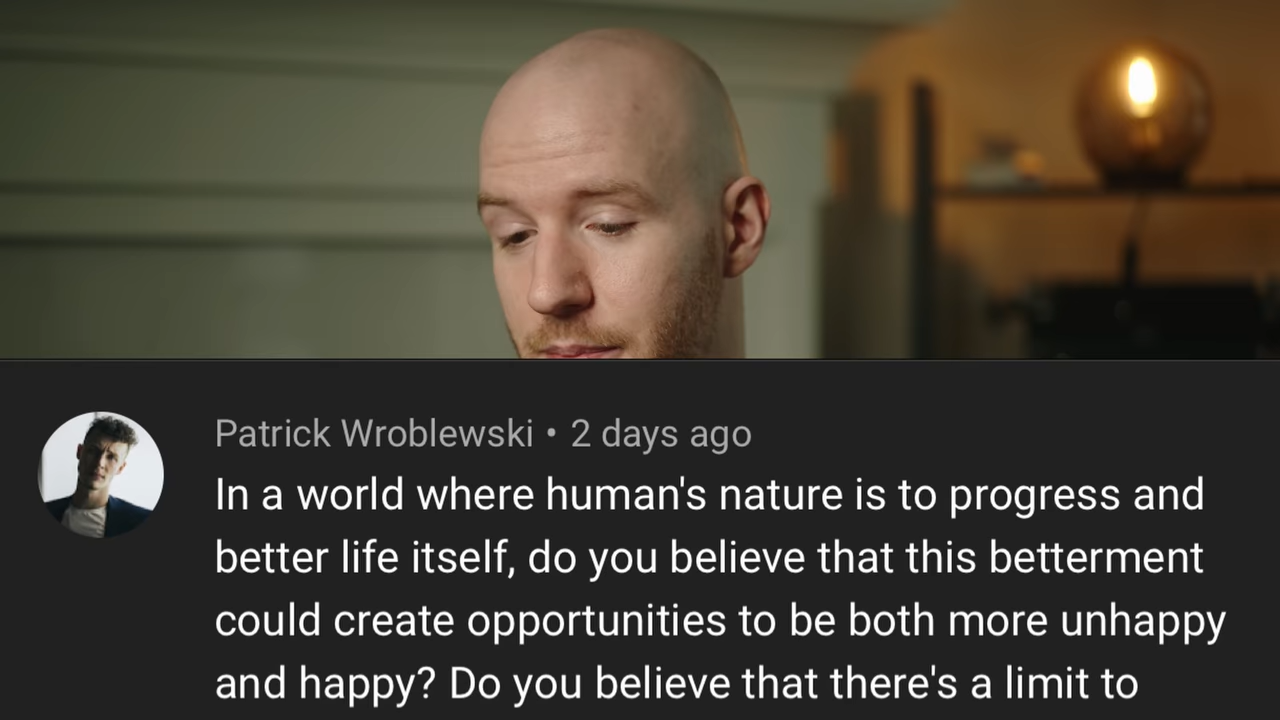 Patrick Wroblewski • 2 days ago
In a world where human's nature is to progress and
better life itself, do you believe that this betterment
could create opportunities to be both more unhappy
and happy? Do you believe that there's a limit to